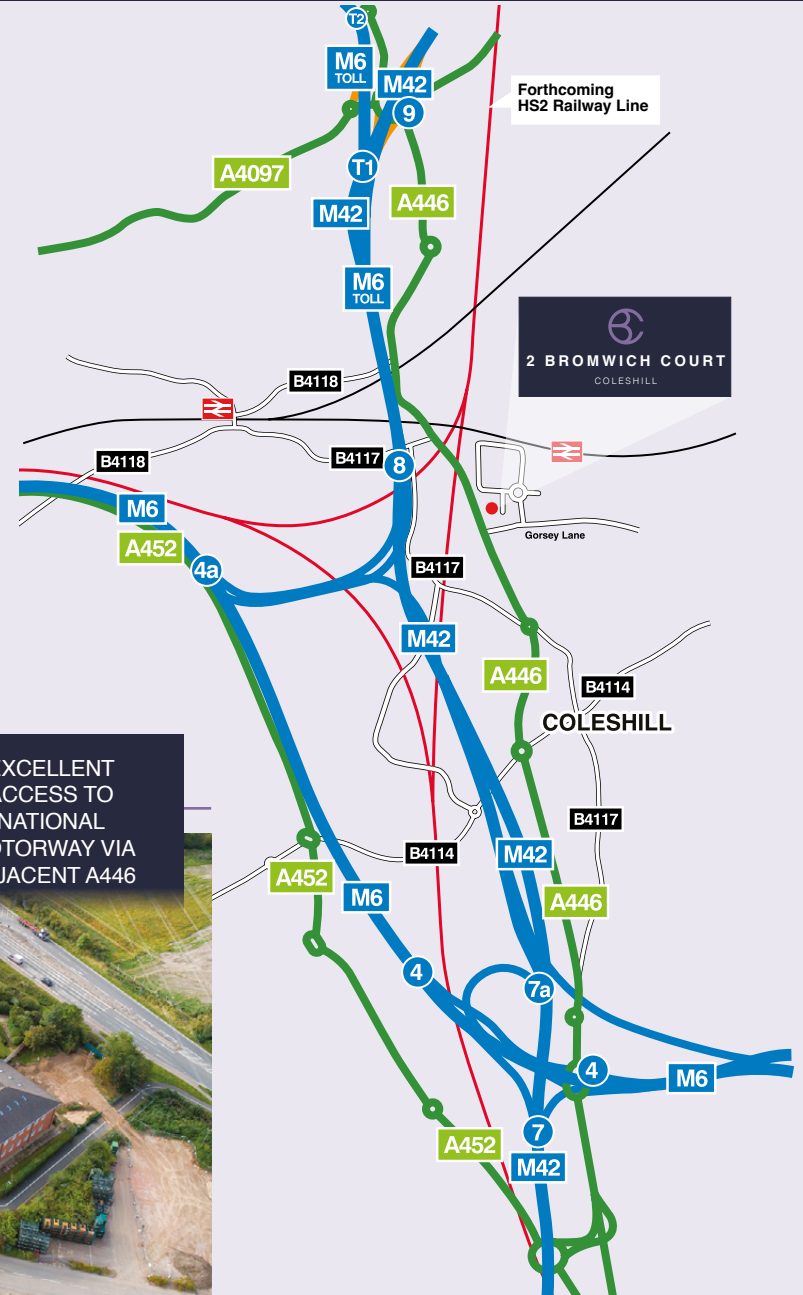 T2
M6
TOLL
M42
9
Forthcoming
HS2 Railway Line
A4097
T1
M42
A446
M6
TOLL
2 BROMWICH COURT
COLESHILL
B4118
B4118
B4117
8
M6
A452
4a
Gorsey Lane
B4117
M42
A446
B4114
COLESHILL
EXCELLENT
ACCESS TO
NATIONAL
TORWAY VIA
JACENT A446
B4117
B4114
M42
A452
M6
A446
4
7a
4
M6
7
A452
M42